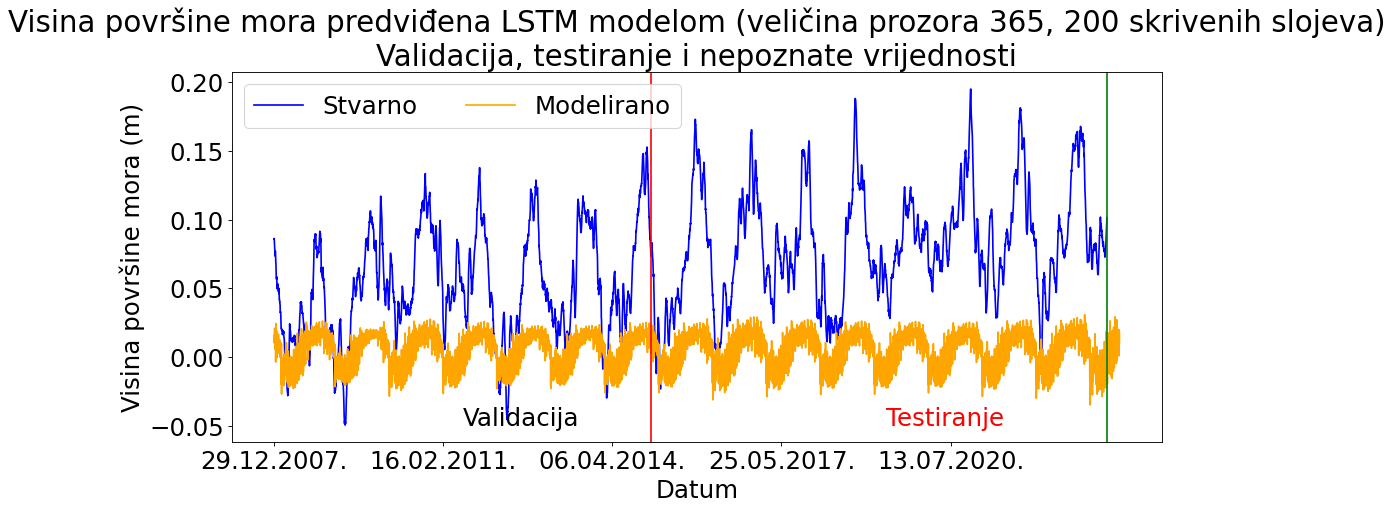 Visina površine mora predviđena LSTM modelom (veličina prozora 365, 200 skrivenih slojeva)
Validacija, testiranje i nepoznate vrijednosti
Stvarno
Modelirano
Visina površine mora (m)
0.20
0.15
0.10
0.05
0.00
−0.05
Validacija
Testiranje
29.12.2007.
16.02.2011.
06.04.2014.
25.05.2017.
13.07.2020.
Datum